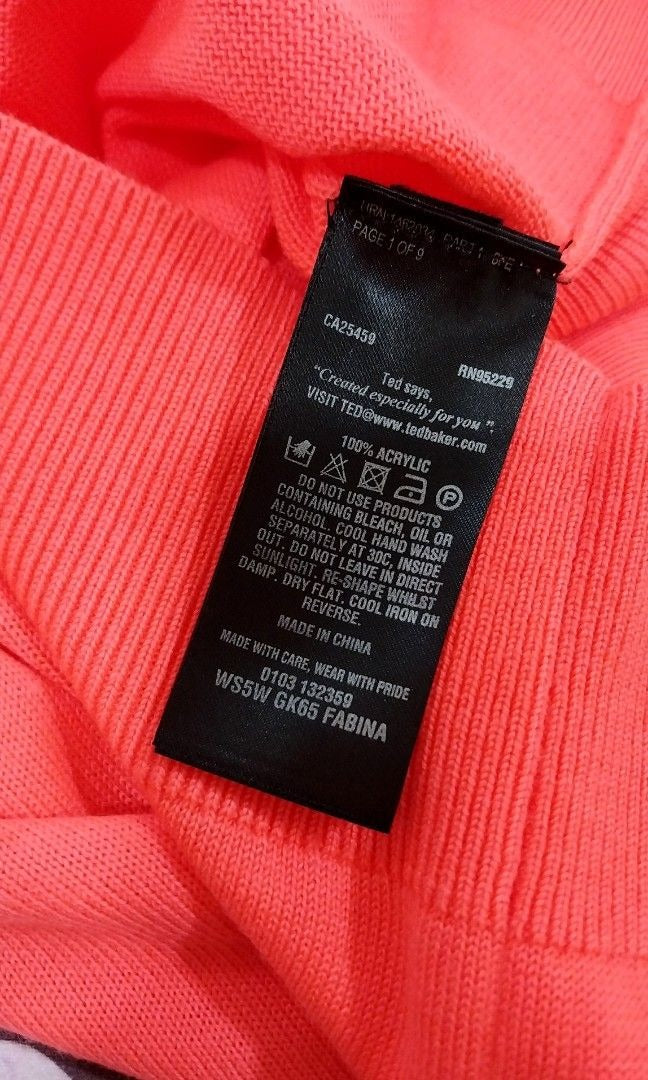 PAGE 1 OF 9
CA25459
RN95229
Ted says,
"Created especially for you".
VISIT TED@www.tedbaker.com
100% ACRYLIC
P
DO NOT USE PRODUCTS
CONTAINING BLEACH, OIL OR
ALCOHOL. COOL HAND WASH
SEPARATELY AT 30C, INSIDE
OUT. DO NOT LEAVE IN DIRECT
SUNLIGHT. RE-SHAPE WHILST
DAMP. DRY FLAT. COOL IRON ON
REVERSE.
MADE IN CHINA
MADE WITH CARE, WEAR WITH PRIDE
0103 132359
WS5W GK65 FABINA